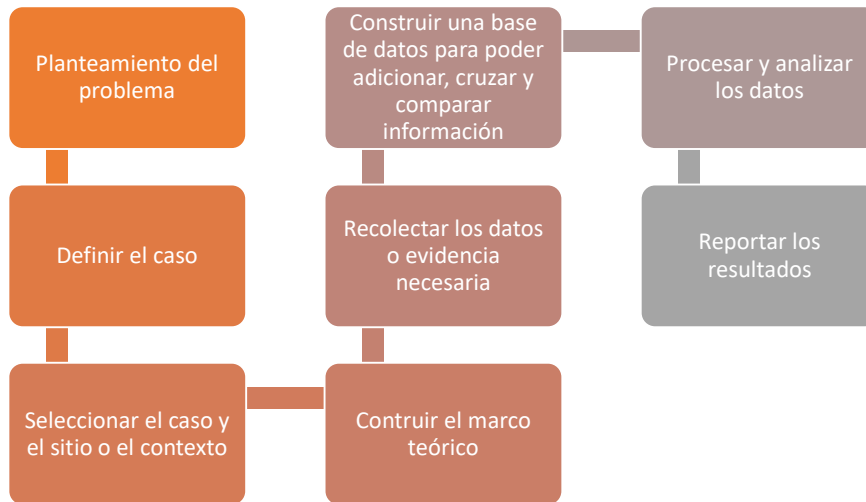 Planteamiento del
problema
Definir el caso
Seleccionar el caso y
el sitio o el contexto
Contruir el marco
teórico
Recolectar los datos
o evidencia
necesaria
Construir una base
de datos para poder
adicionar, cruzar y
comparar
información
Procesar y analizar
los datos
Reportar los
resultados